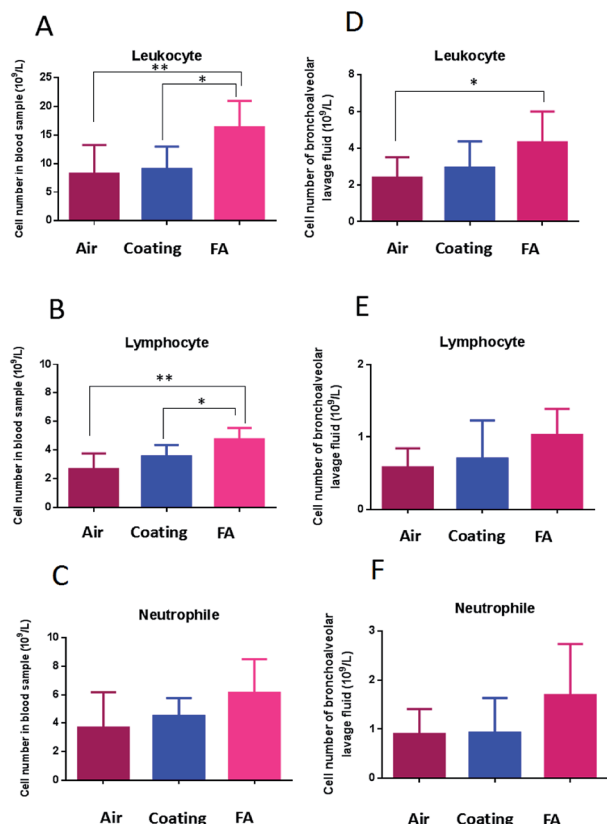 A
Leukocyte
Cell number in blood sample (10⁹/L)
25
20
15
10
5
0
**
*
Air Coating FA
D
Leukocyte
Cell number of bronchoalveolar
lavage fluid (10⁹/L)
8
6
4
2
0
*
Air Coating FA
B
Lymphocyte
Cell number in blood sample (10⁹/L)
8
6
4
2
0
**
*
Air Coating FA
E
Lymphocyte
Cell number of bronchoalveolar
lavage fluid (10⁹/L)
2
1
0
Air Coating FA
C
Neutrophile
Cell number in blood sample (10⁹/L)
10
8
6
4
2
0
Air Coating FA
F
Neutrophile
Cell number of bronchoalveolar
lavage fluid (10⁹/L)
3
2
1
0
Air Coating FA